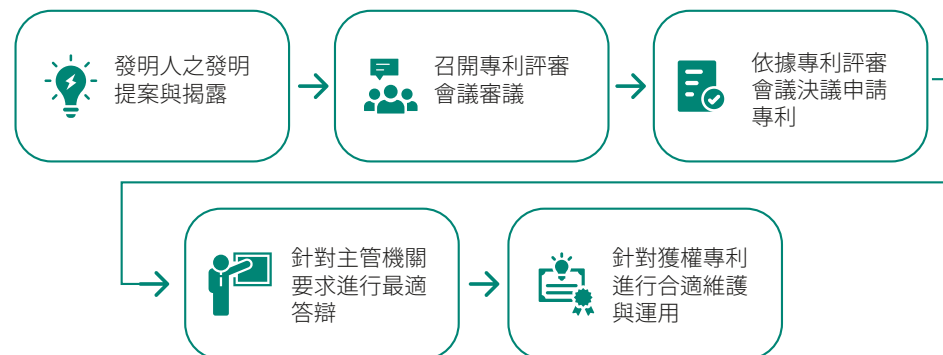 發明人之發明
提案與揭露
召開專利評審
會議審議
依據專利評審
會議決議申請
專利
針對主管機關
要求進行最適
答辯
針對獲權專利
進行合適維護
與運用